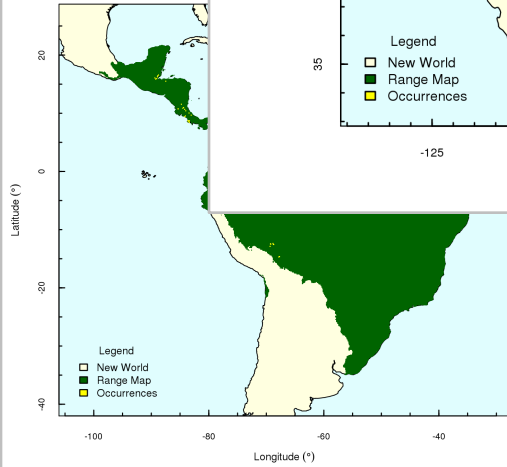 20
0
-20
-40
Latitude (°)
Legend
New World
Range Map
Occurrences
-100
-80
-60
-40
Longitude (°)
35
Legend
New World
Range Map
Occurrences
-125